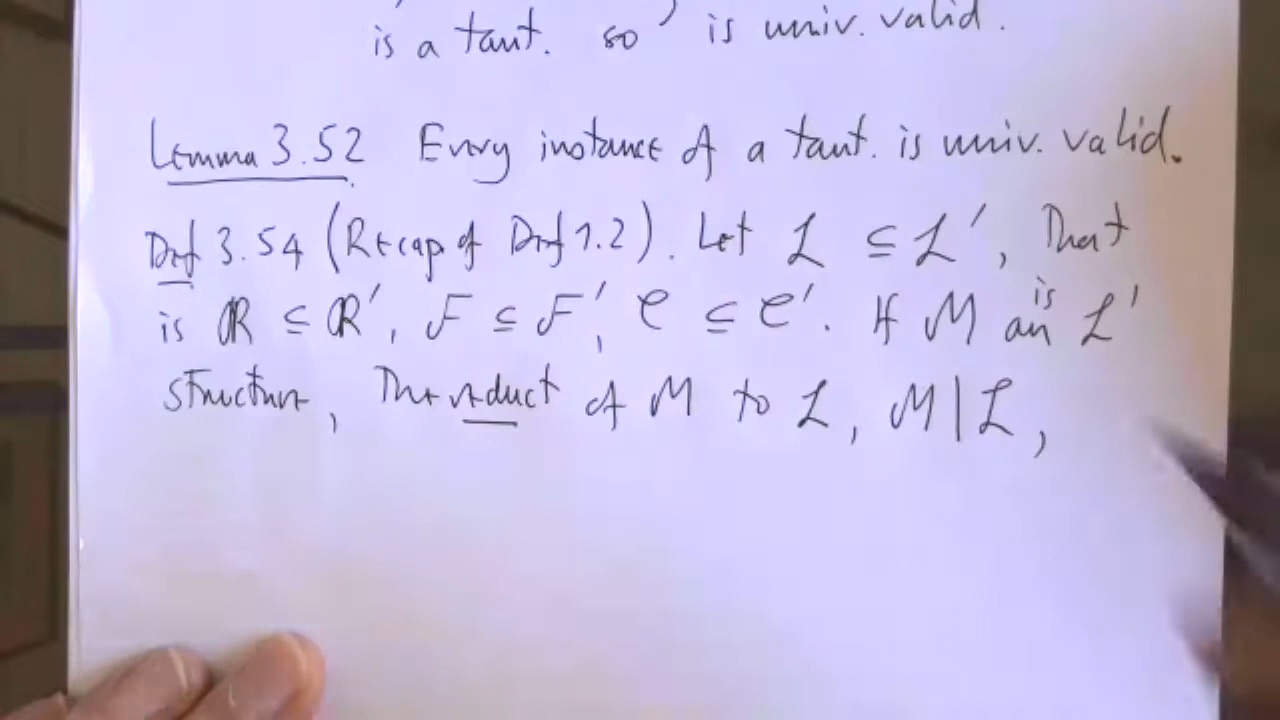 is a taut. so is univ. valid.
Lemma 3.52 Every instance of a taut. is univ. valid.
Def 3.54 (Recap of Def 1.2). Let ℒ ⊆ ℒ', That
is ℛ ⊆ ℛ', ℱ ⊆ ℱ', 𝒞 ⊆ 𝒞'. If M is an ℒ'
structure, The reduct of M to ℒ, M|ℒ,